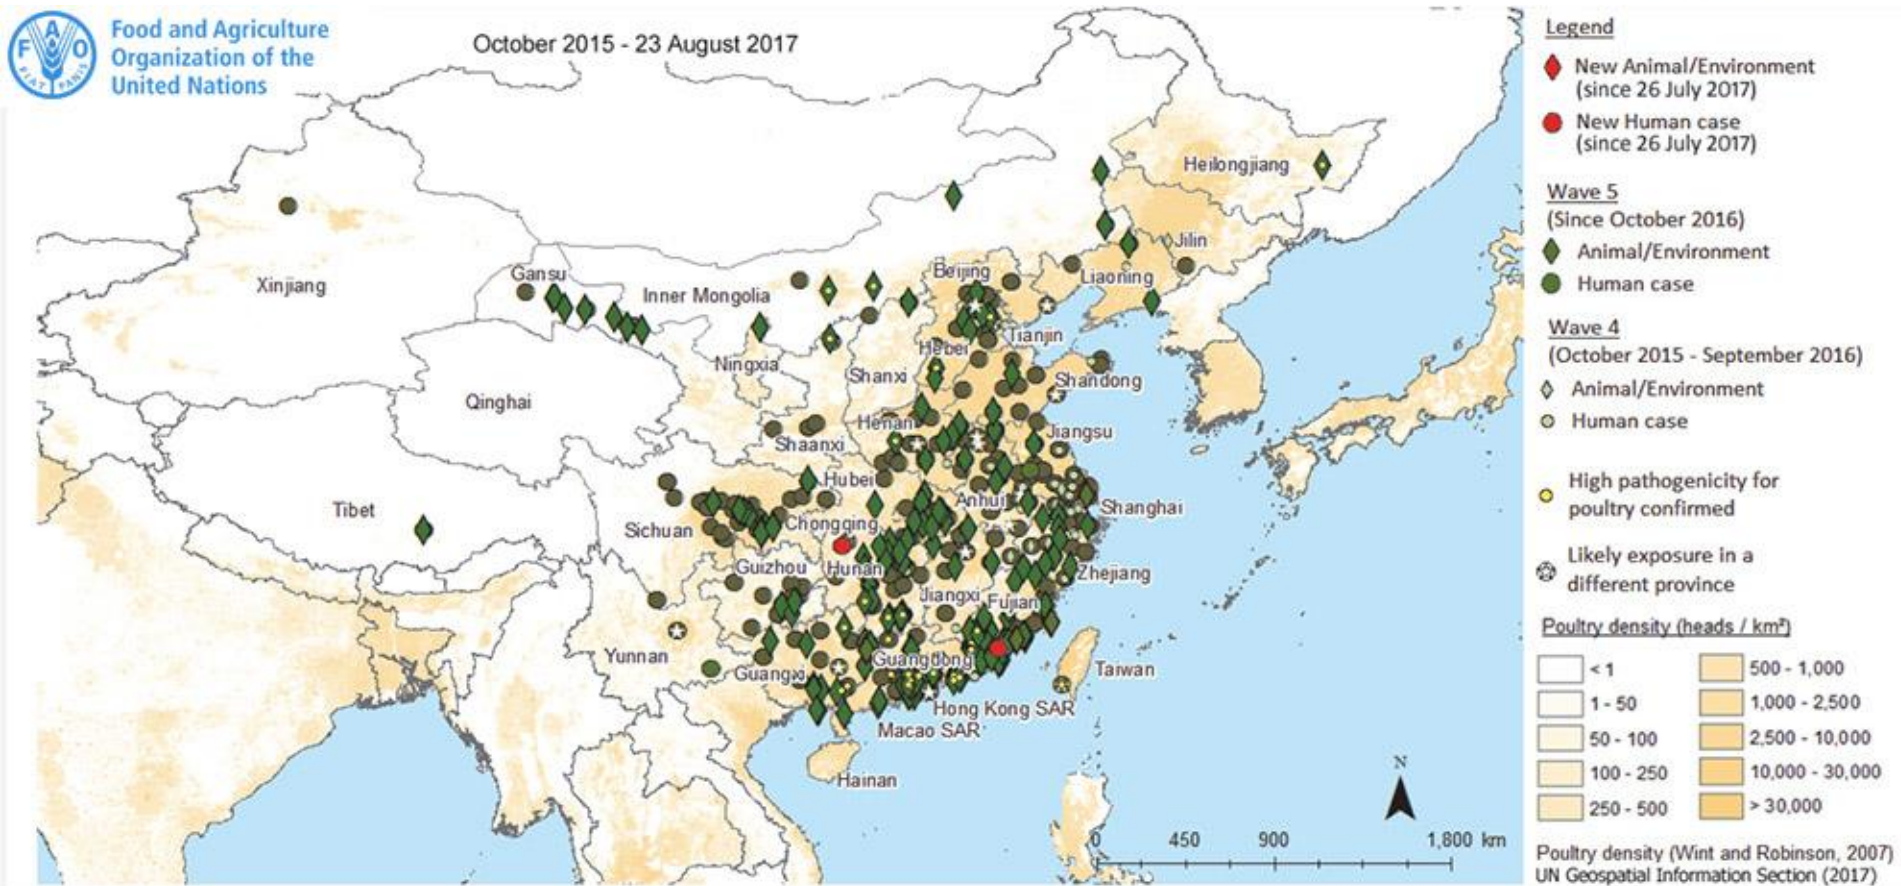 FAO
FIAT PANIS
Food and Agriculture
Organization of the
United Nations
October 2015 - 23 August 2017
Heilongjiang
Jilin
Xinjiang
Gansu
Inner Mongolia
Beijing
Liaoning
Tianjin
Hebei
Ningxia
Shanxi
Shandong
Qinghai
Henan
Shaanxi
Jiangsu
Hubei
Tibet
Anhui
Shanghai
Sichuan
Chongqing
Guizhou
Hunan
Zhejiang
Jiangxi
Fujian
Yunnan
Guangxi
Guangdong
Taiwan
Hong Kong SAR
Macao SAR
Hainan
N
0 450 900 1,800 km
Legend
New Animal/Environment
(since 26 July 2017)
New Human case
(since 26 July 2017)
Wave 5
(Since October 2016)
Animal/Environment
Human case
Wave 4
(October 2015 - September 2016)
Animal/Environment
Human case
High pathogenicity for
poultry confirmed
Likely exposure in a
different province
Poultry density (heads / km²)
< 1
1 - 50
50 - 100
100 - 250
250 - 500
500 - 1,000
1,000 - 2,500
2,500 - 10,000
10,000 - 30,000
> 30,000
Poultry density (Wint and Robinson, 2007)
UN Geospatial Information Section (2017)